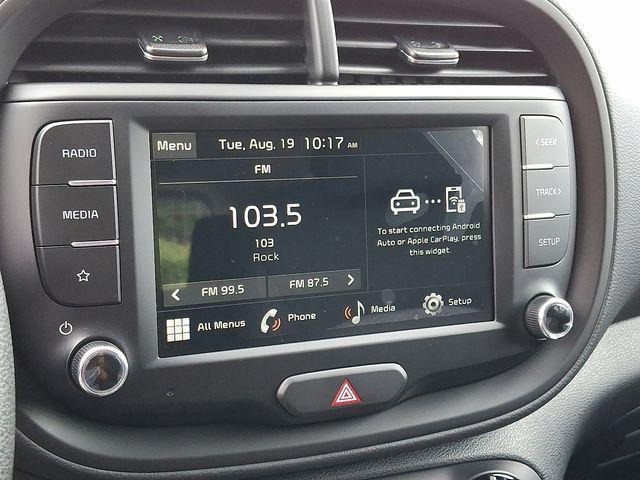 RADIO
MEDIA
Menu
Tue, Aug. 19 10:17 AM
FM
103.5
103
Rock
FM 99.5
FM 87.5
To start connecting Android
Auto or Apple CarPlay, press
this widget.
All Menus
Phone
Media
Setup
< SEEK
TRACK >
SETUP